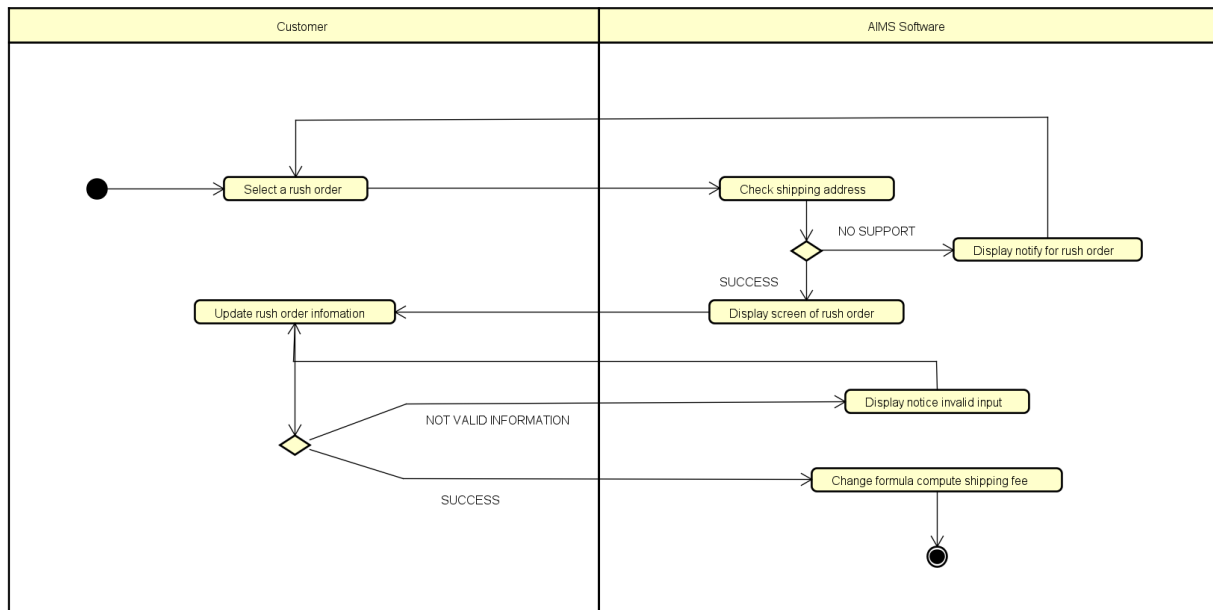 Customer
AIMS Software
Select a rush order
Check shipping address
NO SUPPORT
Display notify for rush order
SUCCESS
Update rush order infomation
Display screen of rush order
Display notice invalid input
NOT VALID INFORMATION
Change formula compute shipping fee
SUCCESS